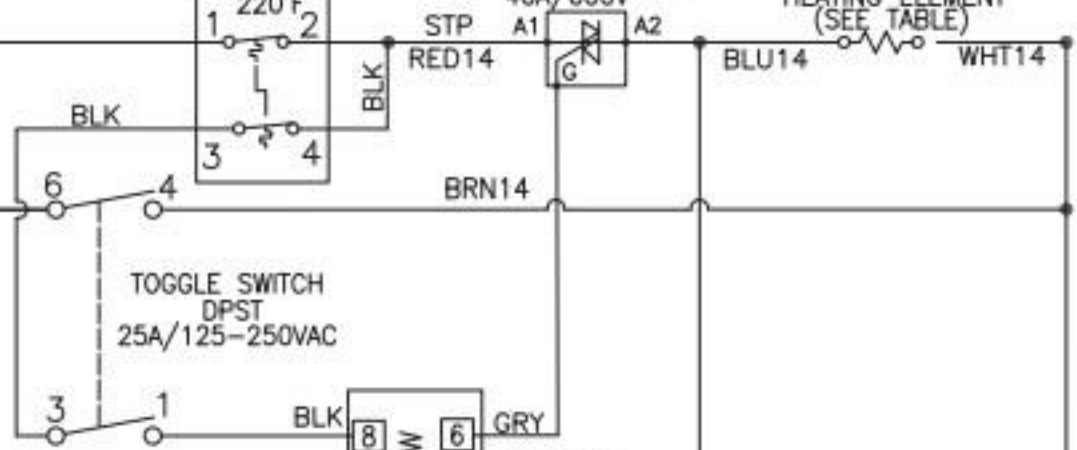 220°F
1
2
STP
RED14
BLK
A1
A2
G
(SEE TABLE)
BLU14
WHT14
BLK
3
4
6
4
BRN14
TOGGLE SWITCH
DPST
25A/125-250VAC
3
1
BLK
8
6
GRY